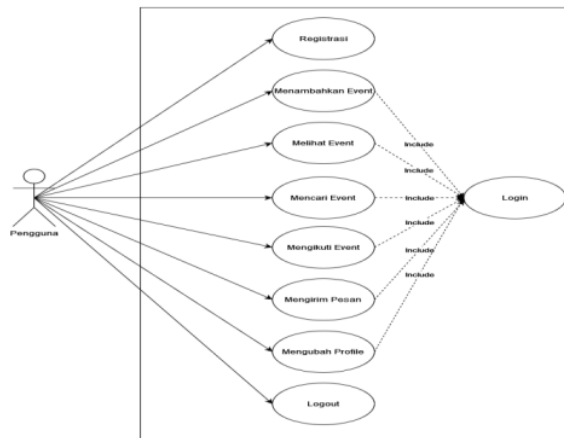 Registrasi
Menambahkan Event
Include
Melihat Event
Include
Pengguna
Mencari Event
Include
Login
Mengikuti Event
Include
Include
Mengirim Pesan
Include
Mengubah Profile
Logout